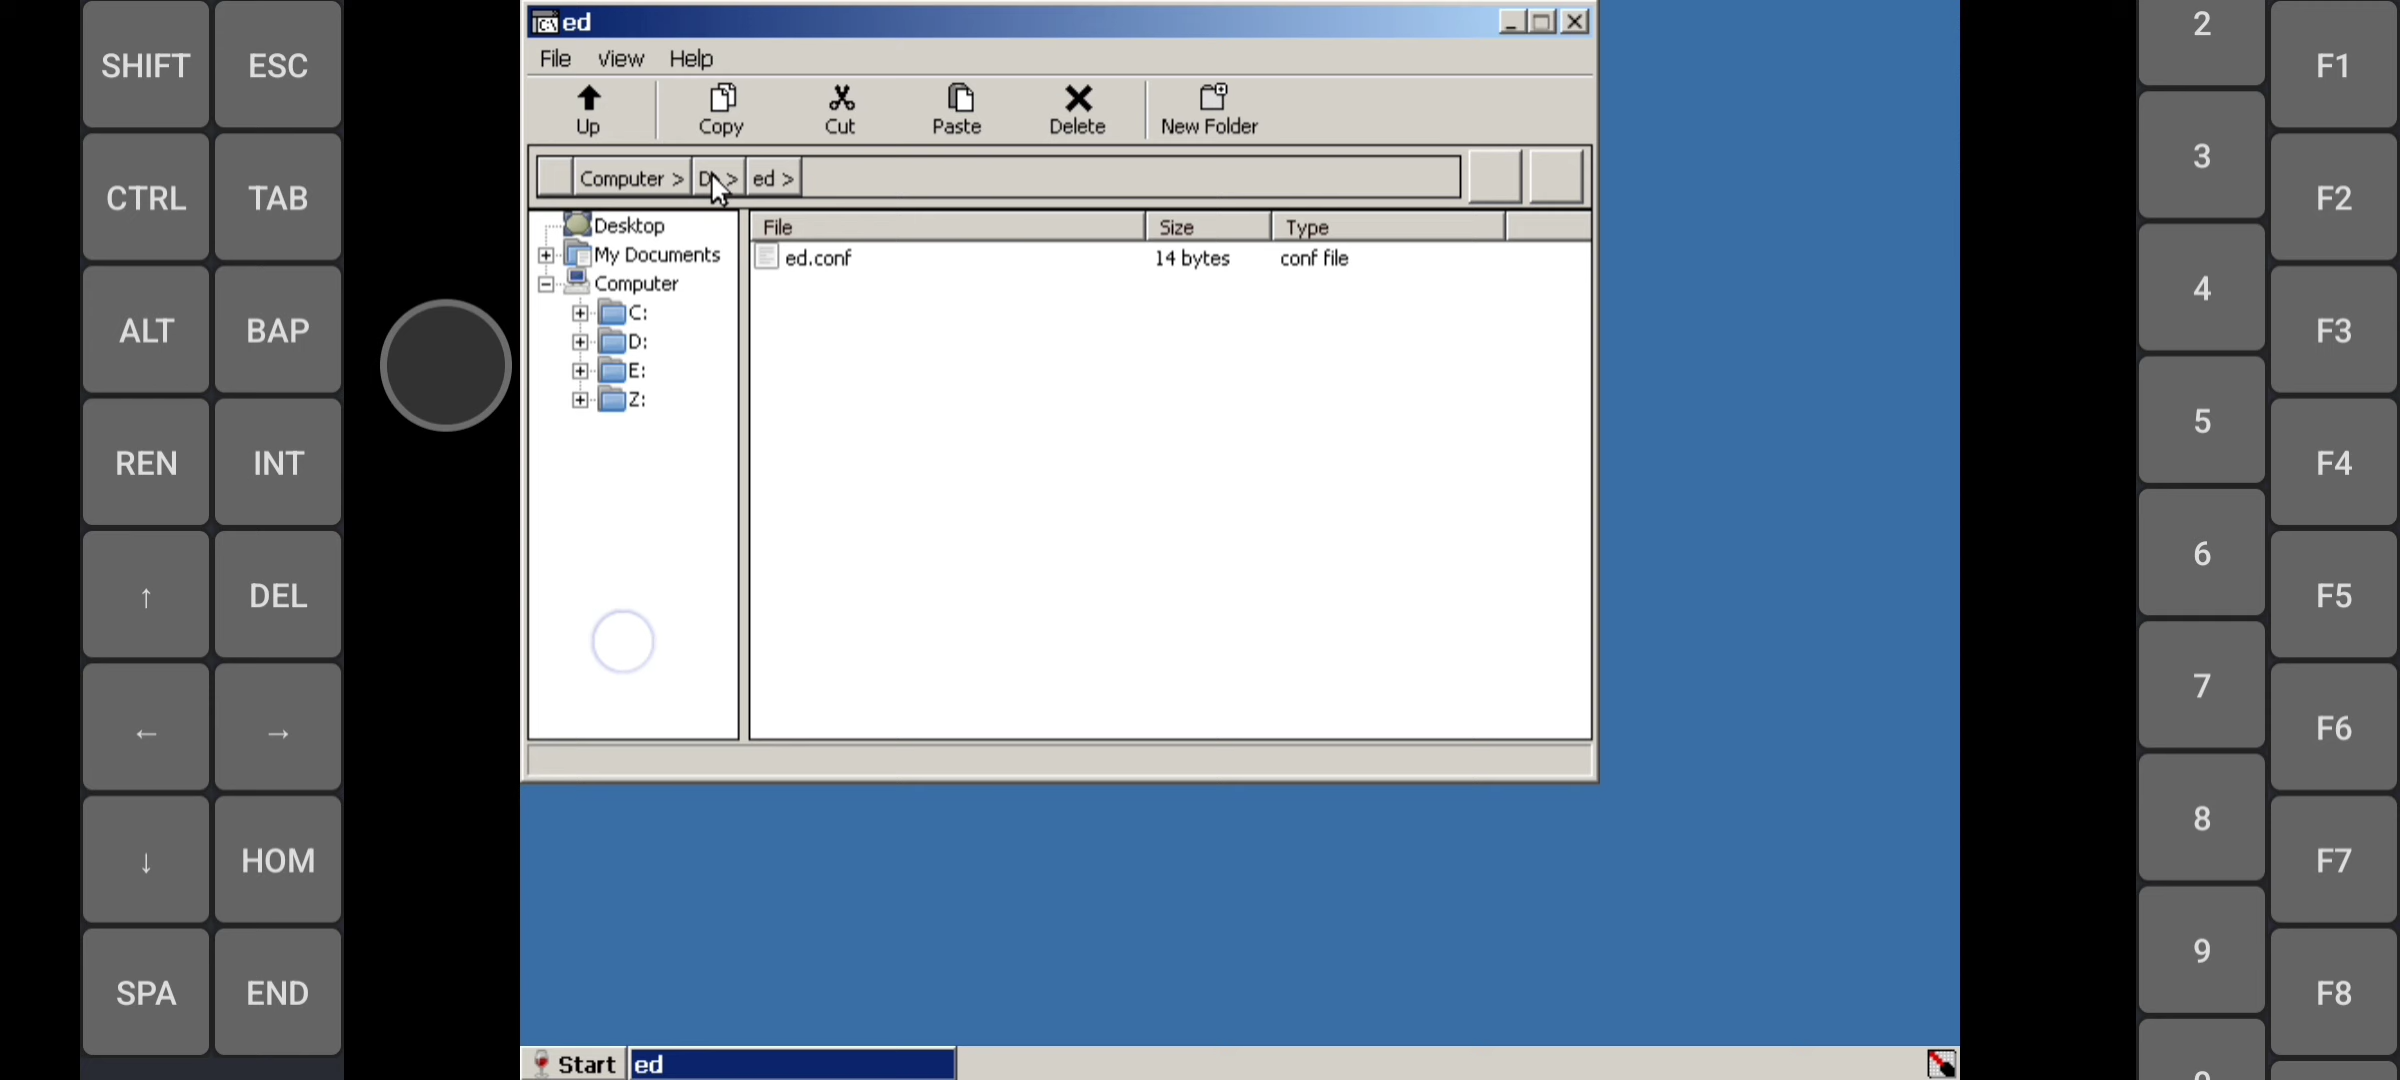 SHIFT ESC
CTRL TAB
ALT BAP
REN INT
↑ DEL
← →
↓ HOM
SPA END
ed
File View Help
Up Copy Cut Paste Delete New Folder
Computer > D: > ed >
Desktop
My Documents
Computer
C:
D:
E:
Z:
File Size Type
ed.conf 14 bytes conf file
Start ed
2 F1
3 F2
4 F3
5 F4
6 F5
7 F6
8 F7
9 F8